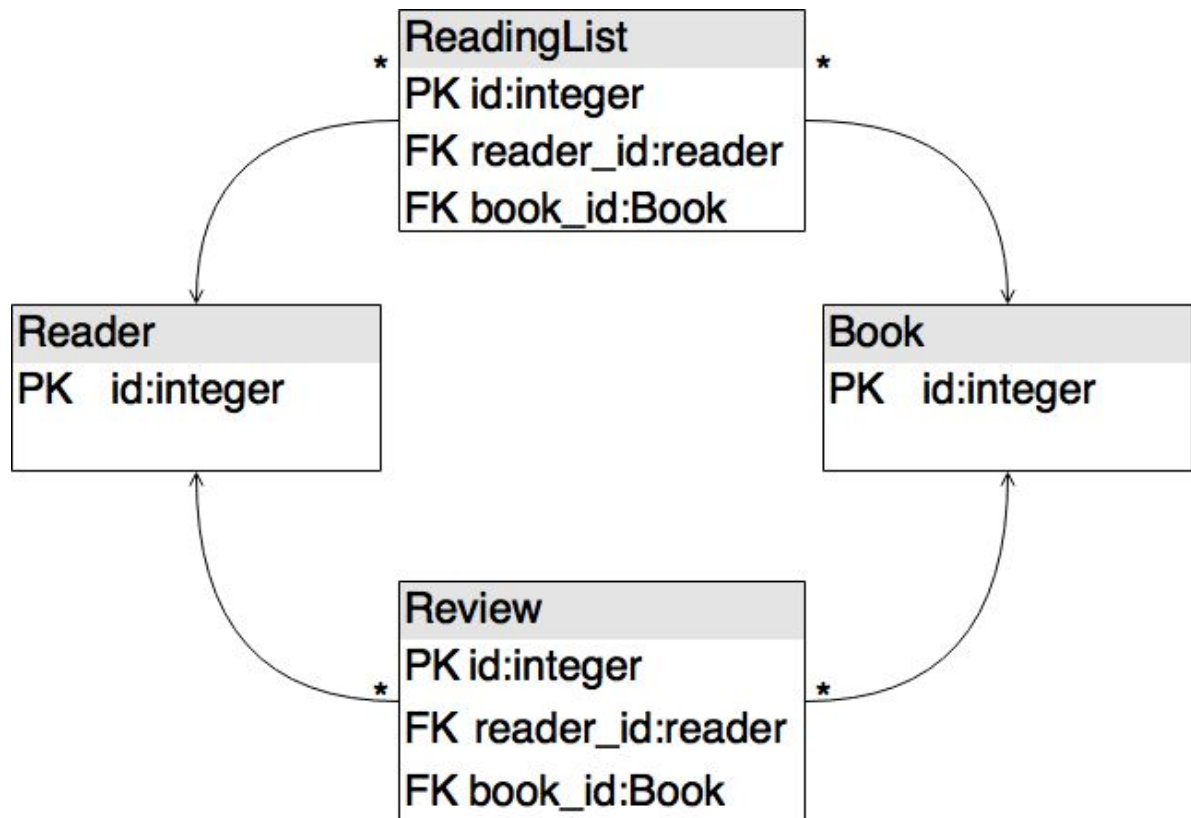 ReadingList
*
*
PK id:integer
FK reader_id:reader
FK book_id:Book
Reader
PK id:integer
Book
PK id:integer
Review
PK id:integer
*
*
FK reader_id:reader
FK book_id:Book